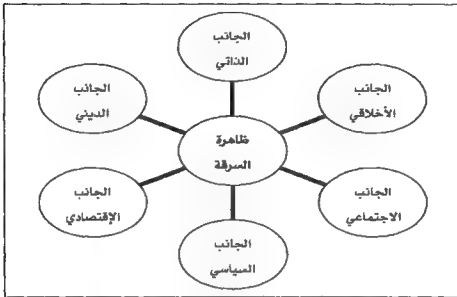 الجانب
الذاتي
الجانب
الأخلاقي
الجانب
الديني
ظاهرة
السرقة
الجانب
الاجتماعي
الجانب
الإقتصادي
الجانب
السياسي